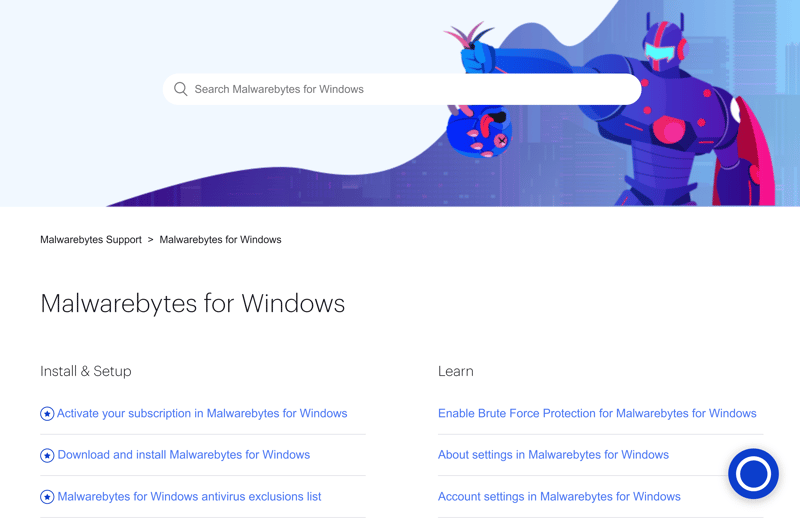 Search Malwarebytes for Windows
Malwarebytes Support > Malwarebytes for Windows
Malwarebytes for Windows
Install & Setup
Activate your subscription in Malwarebytes for Windows
Download and install Malwarebytes for Windows
Malwarebytes for Windows antivirus exclusions list
Learn
Enable Brute Force Protection for Malwarebytes for Windows
About settings in Malwarebytes for Windows
Account settings in Malwarebytes for Windows